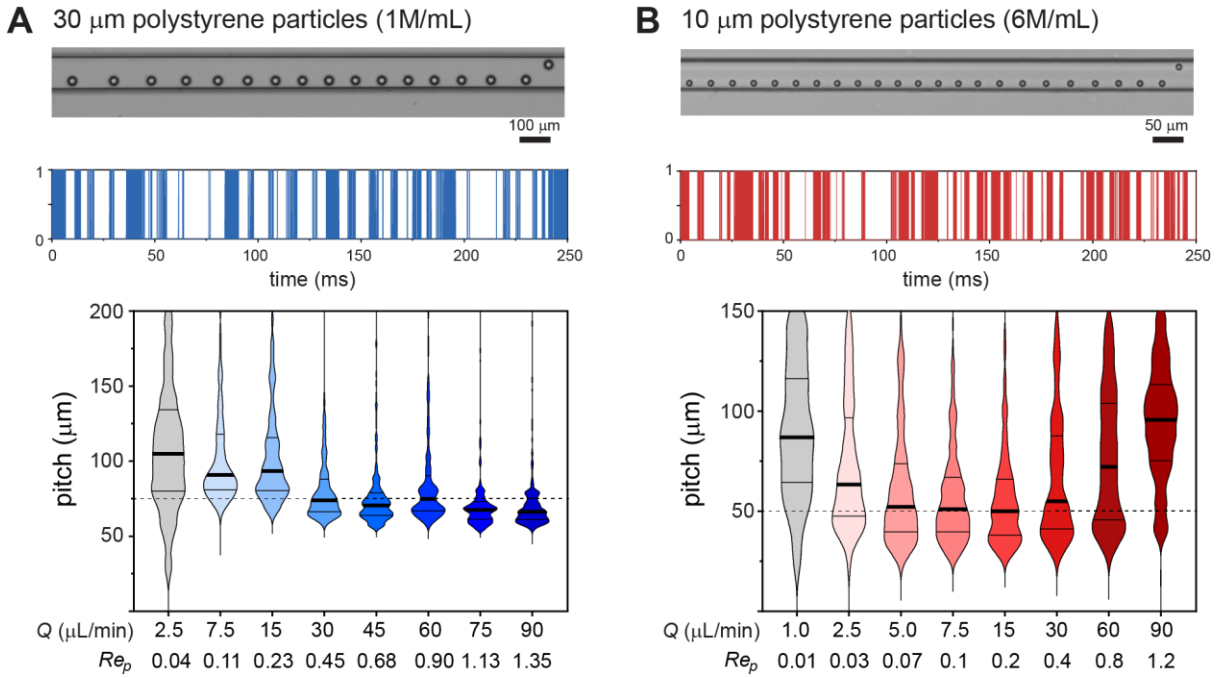 A 30 μm polystyrene particles (1M/mL)
100 μm
1
0
0 50 100 150 200 250
time (ms)
200
150
100
50
pitch (μm)
Q (μL/min) 2.5 7.5 15 30 45 60 75 90
Rep 0.04 0.11 0.23 0.45 0.68 0.90 1.13 1.35
B 10 μm polystyrene particles (6M/mL)
50 μm
1
0
0 50 100 150 200 250
time (ms)
150
100
50
pitch (μm)
Q (μL/min) 1.0 2.5 5.0 7.5 15 30 60 90
Rep 0.01 0.03 0.07 0.1 0.2 0.4 0.8 1.2